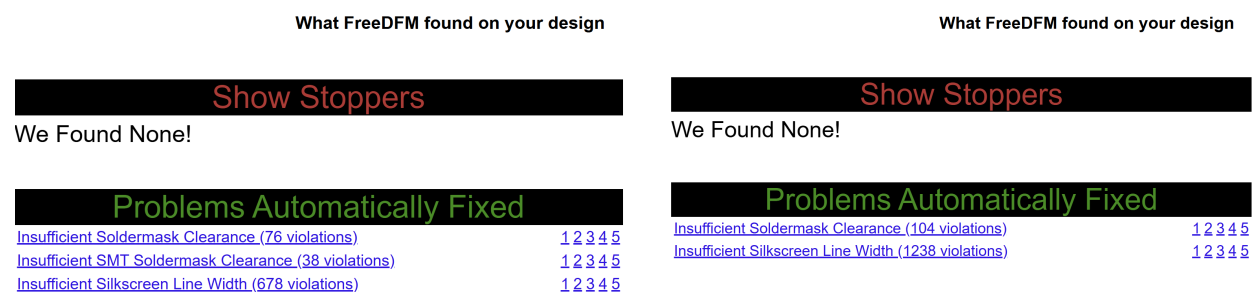 What FreeDFM found on your design
Show Stoppers
We Found None!
Problems Automatically Fixed
Insufficient Soldermask Clearance (76 violations) 1 2 3 4 5
Insufficient SMT Soldermask Clearance (38 violations) 1 2 3 4 5
Insufficient Silkscreen Line Width (678 violations) 1 2 3 4 5
What FreeDFM found on your design
Show Stoppers
We Found None!
Problems Automatically Fixed
Insufficient Soldermask Clearance (104 violations) 1 2 3 4 5
Insufficient Silkscreen Line Width (1238 violations) 1 2 3 4 5